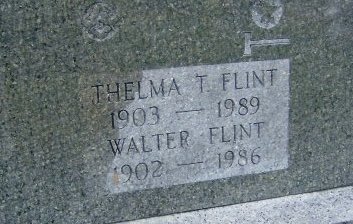 THELMA T. FLINT
1903 — 1989
WALTER FLINT
1902 — 1986